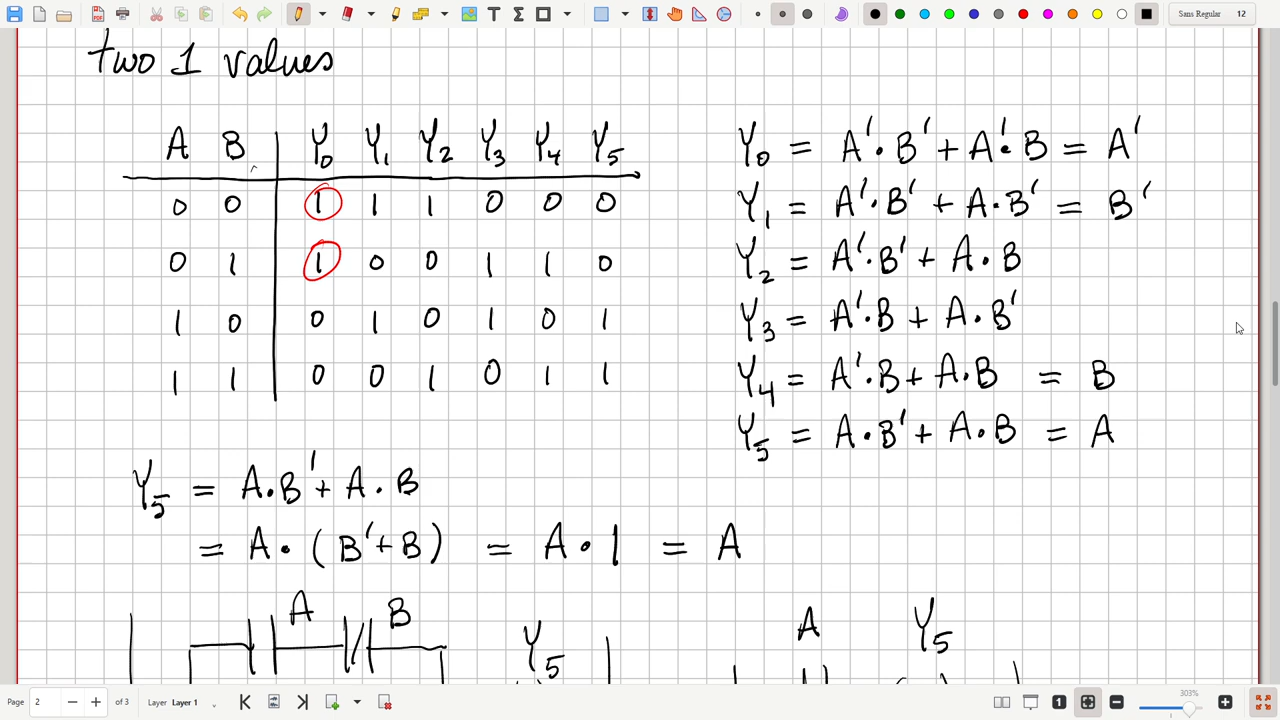 Sans Regular 12
two 1 values
A B Y0 Y1 Y2 Y3 Y4 Y5
0 0 1 1 1 0 0 0
0 1 1 0 0 1 1 0
1 0 0 1 0 1 0 1
1 1 0 0 1 0 1 1
Y0 = A'·B' + A'·B = A'
Y1 = A'·B' + A·B' = B'
Y2 = A'·B' + A·B
Y3 = A'·B + A·B'
Y4 = A'·B + A·B = B
Y5 = A·B' + A·B = A
Y5 = A·B' + A·B
= A·(B'+B) = A·1 = A
A B Y5
A Y5
Page 2 of 3 Layer Layer 1 303%